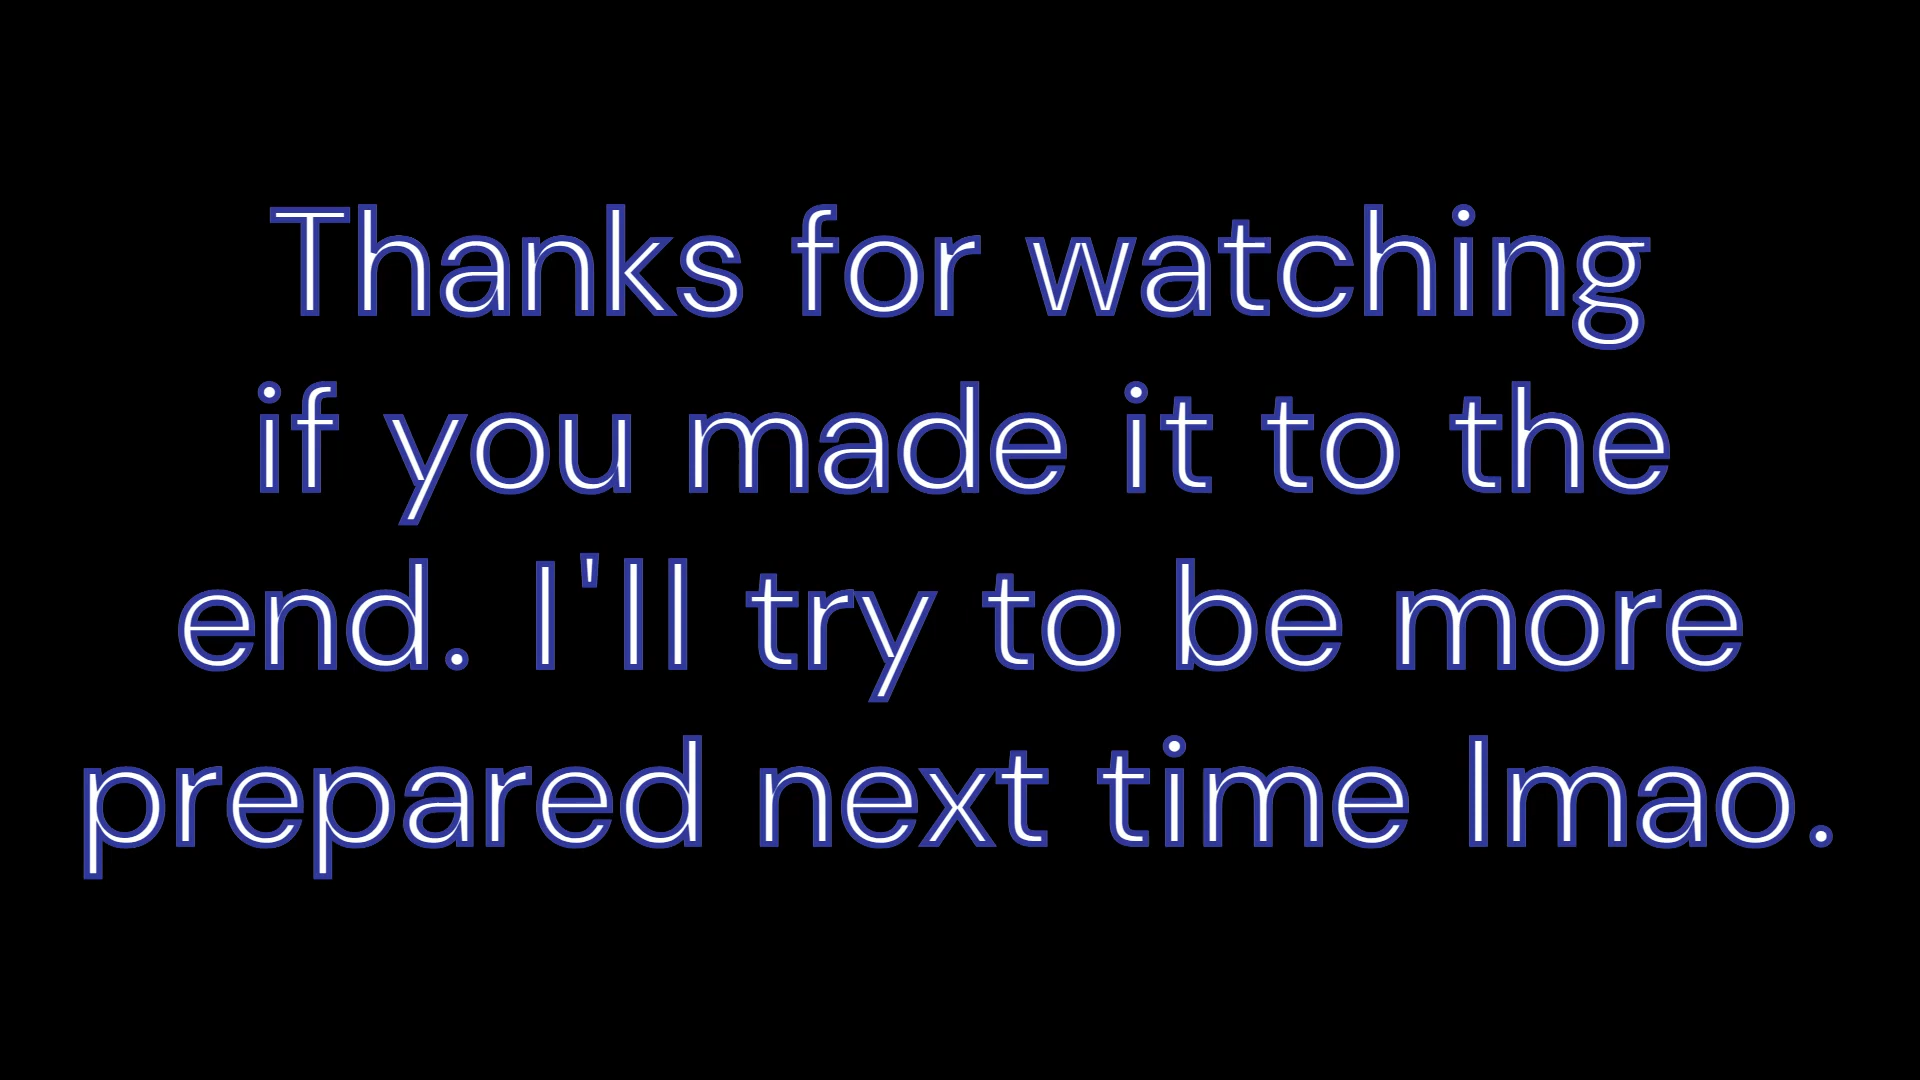 Thanks for watching
if you made it to the
end. I'll try to be more
prepared next time lmao.